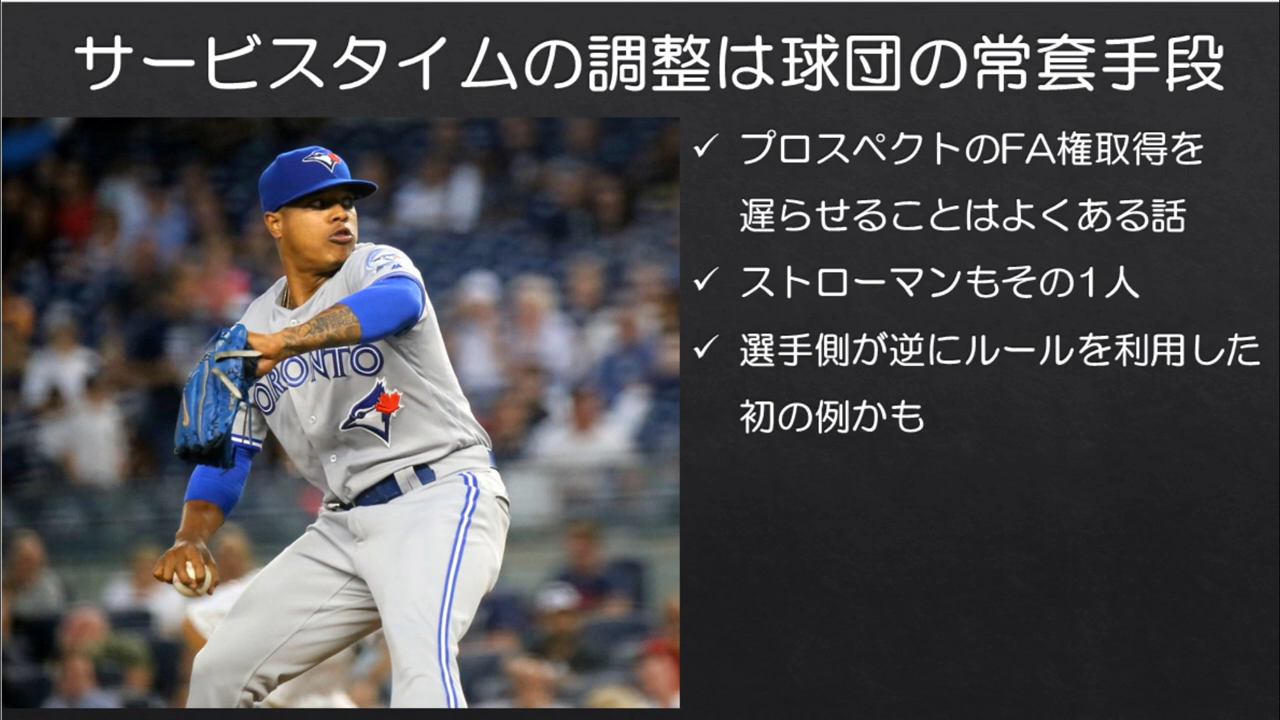 サービスタイムの調整は球団の常套手段
✓ プロスペクトのFA権取得を
遅らせることはよくある話
✓ ストローマンもその1人
✓ 選手側が逆にルールを利用した
初の例かも
TORONTO